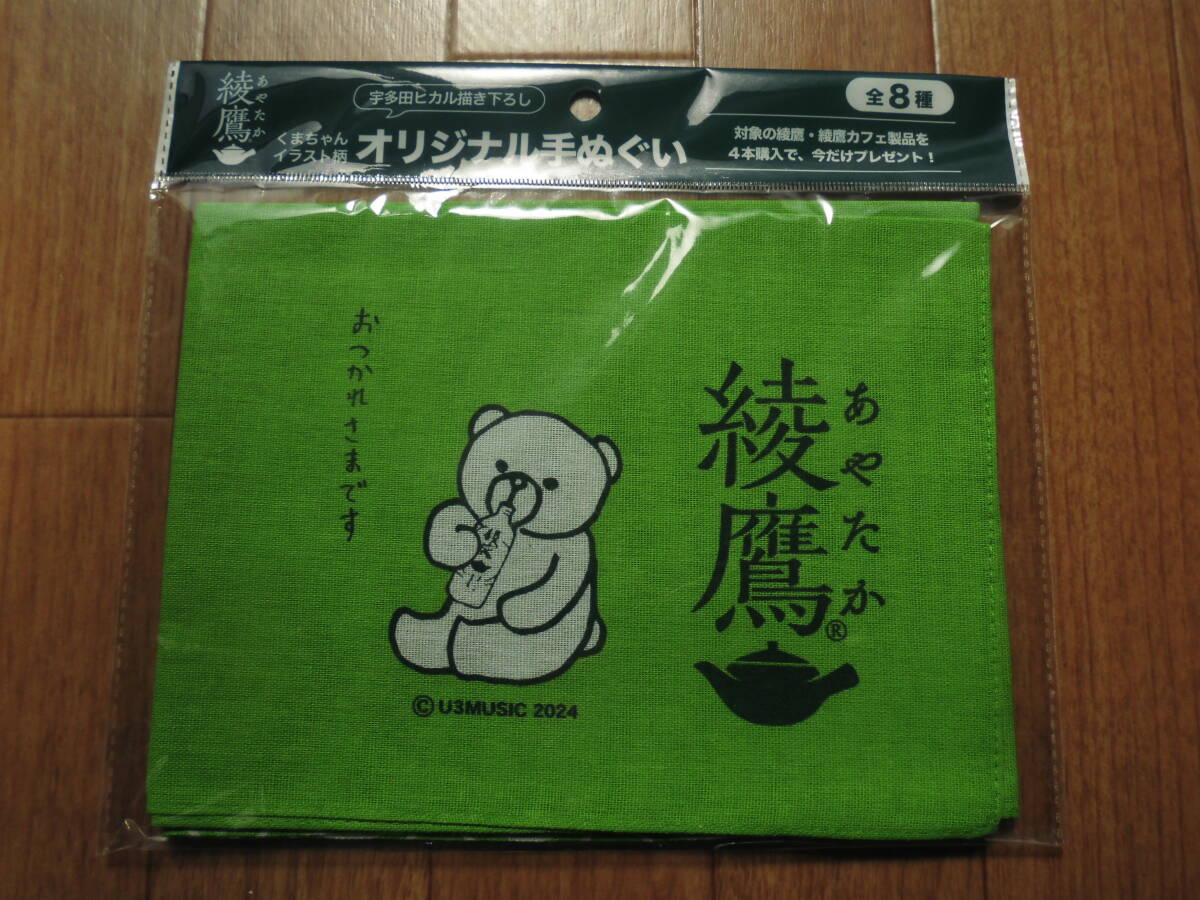 綾鷹
あやたか
宇多田ヒカル描き下ろし
くまちゃん
イラスト柄
オリジナル手ぬぐい
全8種
対象の綾鷹・綾鷹カフェ製品を
4本購入で、今だけプレゼント!
おつかれさまです
綾鷹
© U3MUSIC 2024
あやたか
綾鷹®